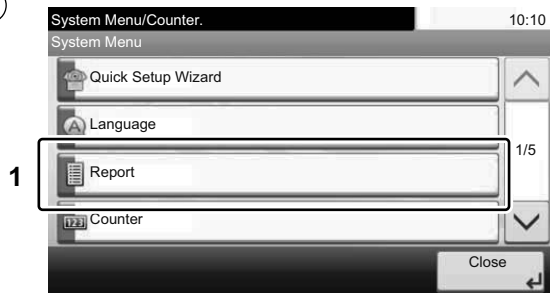 System Menu/Counter. 10:10
System Menu
Quick Setup Wizard
Language
1/5
1 Report
Counter
Close